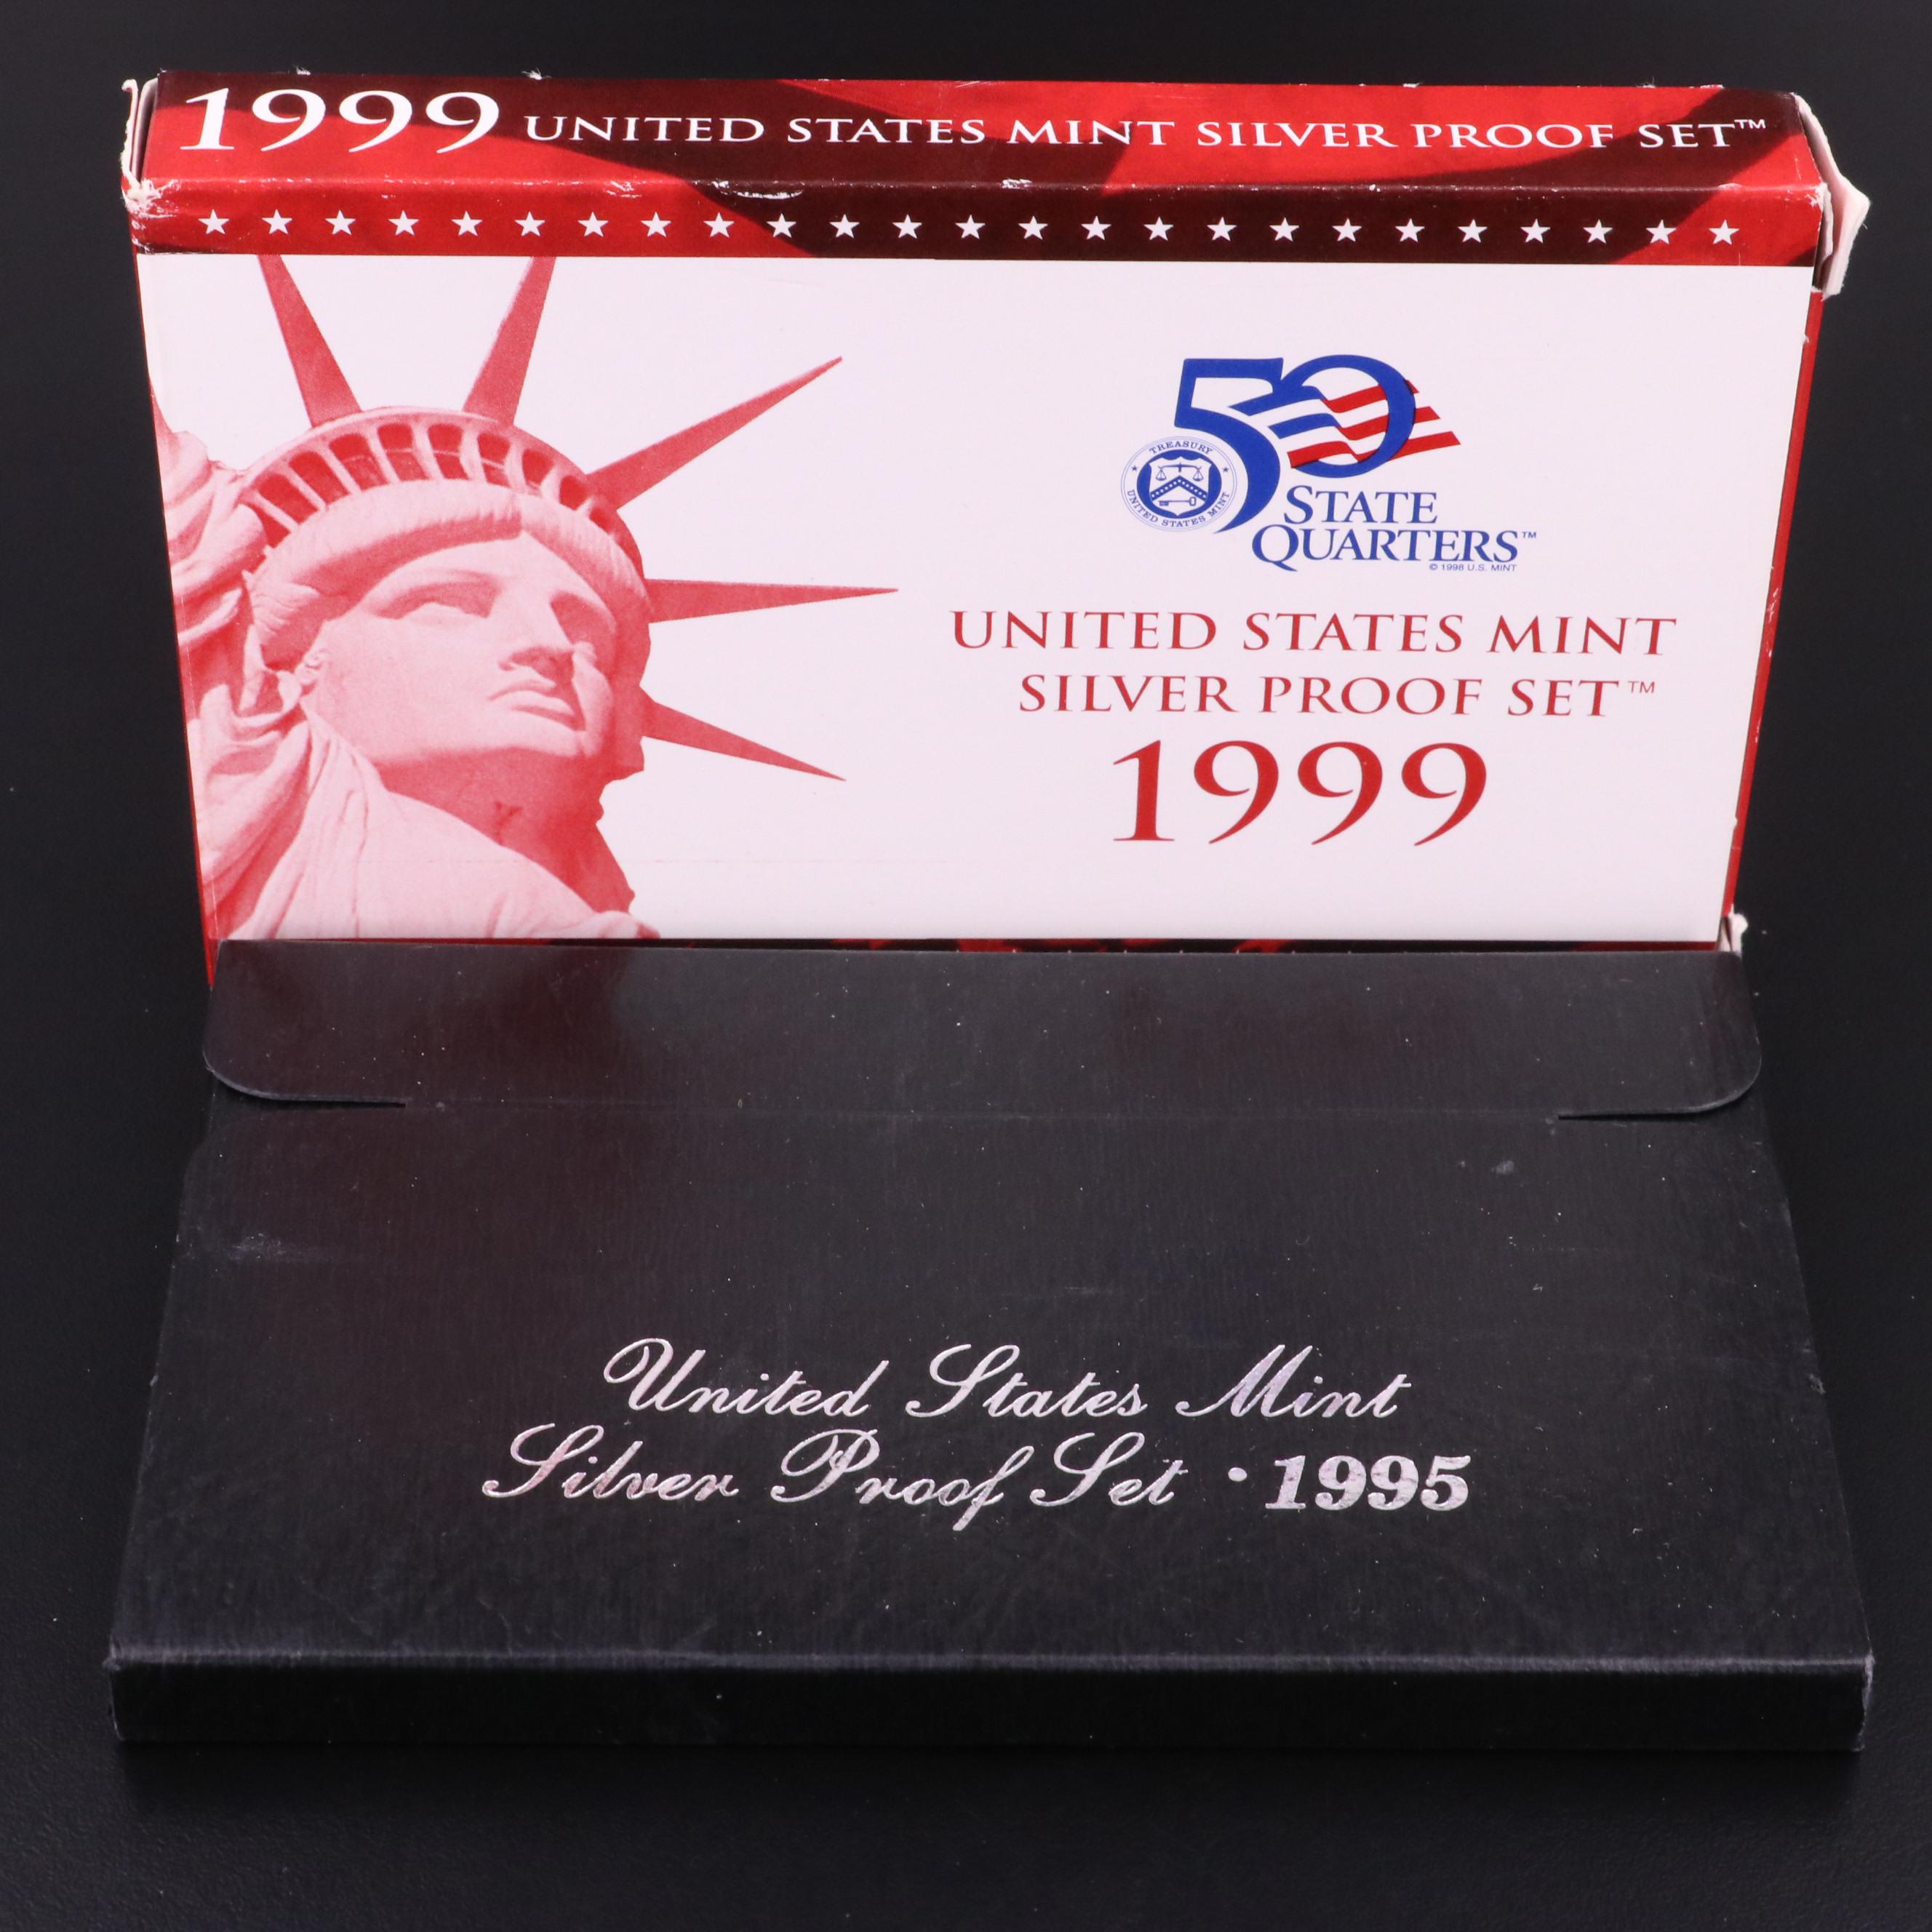 1999 UNITED STATES MINT SILVER PROOF SET™
50
TREASURY
UNITED STATES MINT
STATE
QUARTERS™
© 1998 U.S. MINT
UNITED STATES MINT
SILVER PROOF SET™
1999
United States Mint
Silver Proof Set · 1995